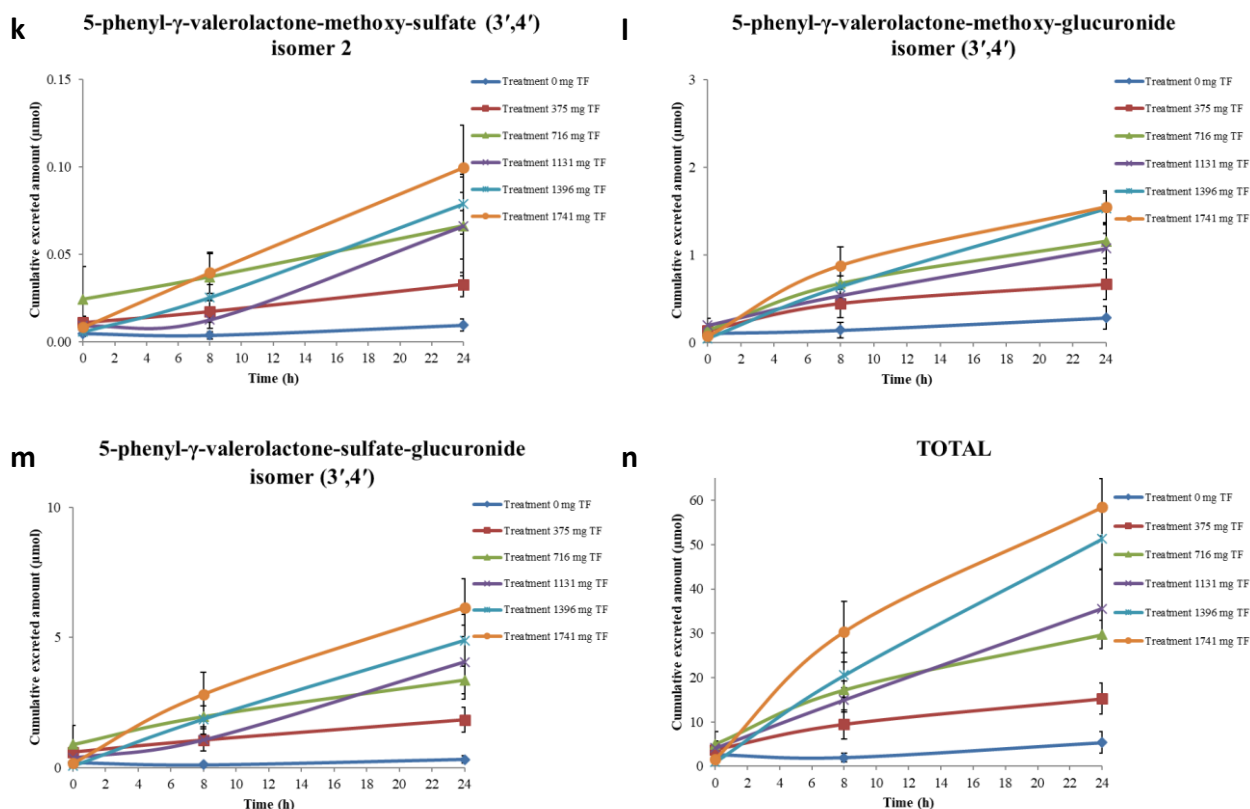 k
5-phenyl-γ-valerolactone-methoxy-sulfate (3′,4′)
isomer 2
Cumulative excreted amount (μmol)
0.15
0.10
0.05
0.00
0 2 4 6 8 10 12 14 16 18 20 22 24
Time (h)
Treatment 0 mg TF
Treatment 375 mg TF
Treatment 716 mg TF
Treatment 1131 mg TF
Treatment 1396 mg TF
Treatment 1741 mg TF
l
5-phenyl-γ-valerolactone-methoxy-glucuronide
isomer (3′,4′)
Cumulative excreted amount (μmol)
3
2
1
0
0 2 4 6 8 10 12 14 16 18 20 22 24
Time (h)
Treatment 0 mg TF
Treatment 375 mg TF
Treatment 716 mg TF
Treatment 1131 mg TF
Treatment 1396 mg TF
Treatment 1741 mg TF
m
5-phenyl-γ-valerolactone-sulfate-glucuronide
isomer (3′,4′)
Cumulative excreted amount (μmol)
10
5
0
0 2 4 6 8 10 12 14 16 18 20 22 24
Time (h)
Treatment 0 mg TF
Treatment 375 mg TF
Treatment 716 mg TF
Treatment 1131 mg TF
Treatment 1396 mg TF
Treatment 1741 mg TF
n
TOTAL
Cumulative excreted amount (μmol)
60
50
40
30
20
10
0
0 2 4 6 8 10 12 14 16 18 20 22 24
Time (h)
Treatment 0 mg TF
Treatment 375 mg TF
Treatment 716 mg TF
Treatment 1131 mg TF
Treatment 1396 mg TF
Treatment 1741 mg TF